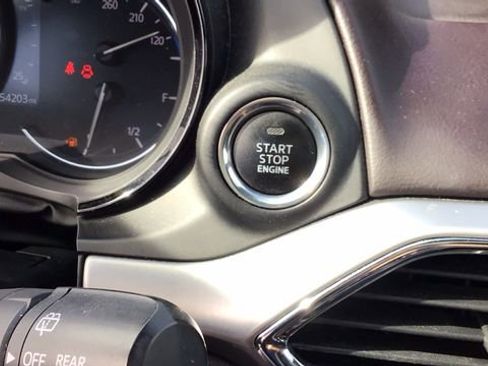 260
210
120
25
54203
F
1/2
START
STOP
ENGINE
OFF REAR